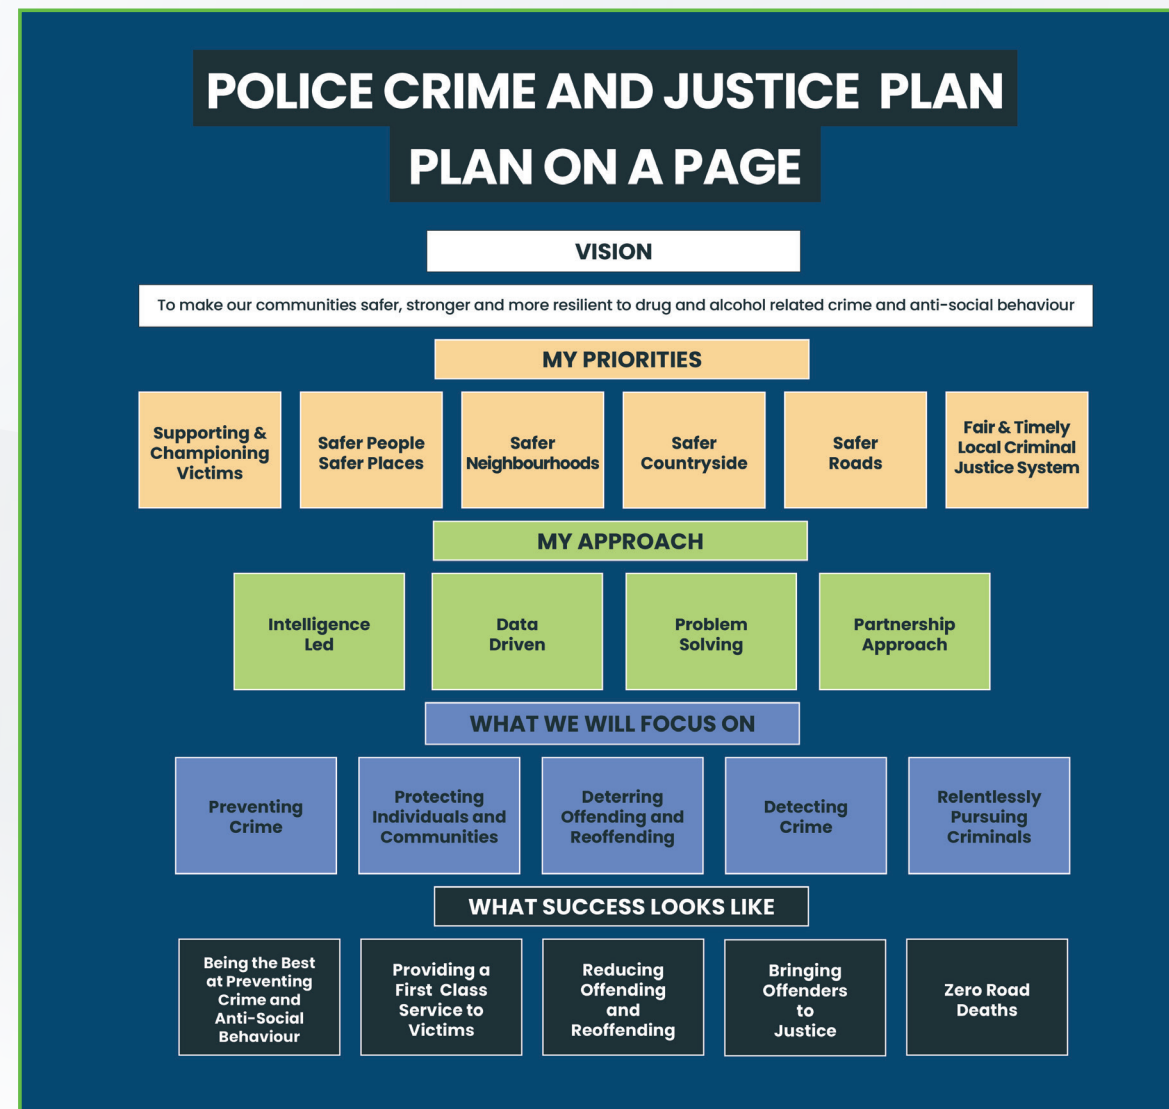 POLICE CRIME AND JUSTICE PLAN
PLAN ON A PAGE
VISION
To make our communities safer, stronger and more resilient to drug and alcohol related crime and anti-social behaviour
MY PRIORITIES
Supporting &
Championing
Victims
Safer People
Safer Places
Safer
Neighbourhoods
Safer
Countryside
Safer
Roads
Fair & Timely
Local Criminal
Justice System
MY APPROACH
Intelligence
Led
Data
Driven
Problem
Solving
Partnership
Approach
WHAT WE WILL FOCUS ON
Preventing
Crime
Protecting
Individuals and
Communities
Deterring
Offending and
Reoffending
Detecting
Crime
Relentlessly
Pursuing
Criminals
WHAT SUCCESS LOOKS LIKE
Being the Best
at Preventing
Crime and
Anti-Social
Behaviour
Providing a
First Class
Service to
Victims
Reducing
Offending
and
Reoffending
Bringing
Offenders
to
Justice
Zero Road
Deaths